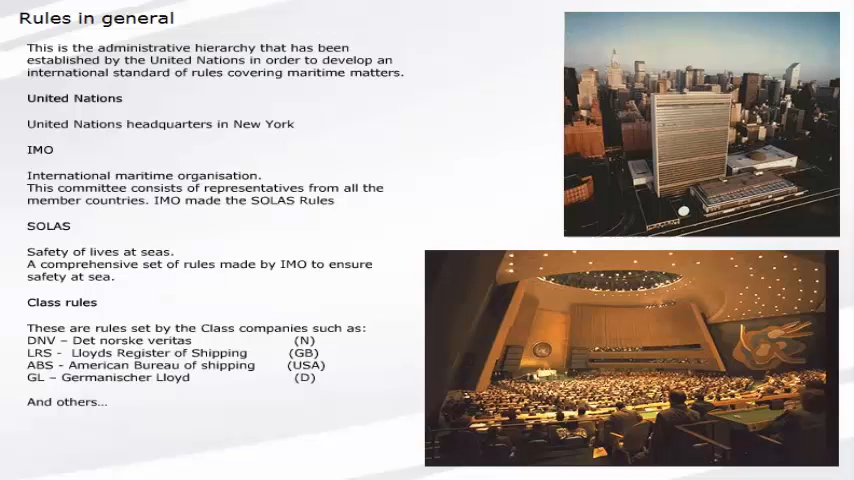 Rules in general
This is the administrative hierarchy that has been
established by the United Nations in order to develop an
international standard of rules covering maritime matters.
United Nations
United Nations headquarters in New York
IMO
International maritime organisation.
This committee consists of representatives from all the
member countries. IMO made the SOLAS Rules
SOLAS
Safety of lives at seas.
A comprehensive set of rules made by IMO to ensure
safety at sea.
Class rules
These are rules set by the Class companies such as:
DNV – Det norske veritas (N)
LRS - Lloyds Register of Shipping (GB)
ABS - American Bureau of shipping (USA)
GL – Germanischer Lloyd (D)
And others...